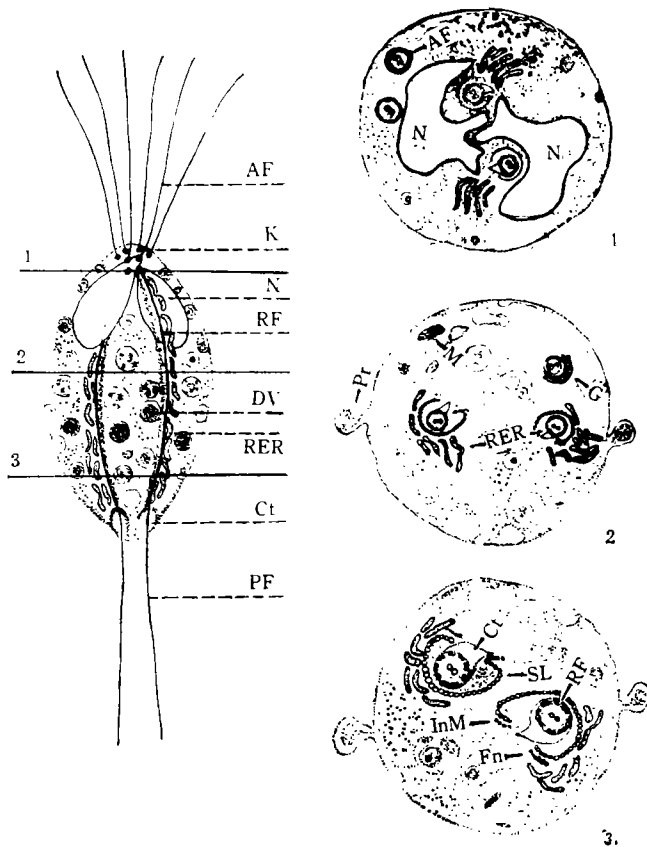 AF
K
1
N
RF
2
DV
RER
3
Ct
PF
AF
N
N
1
M
Pr
G
RER
2
Ct
SL
RF
InM
Fn
3.